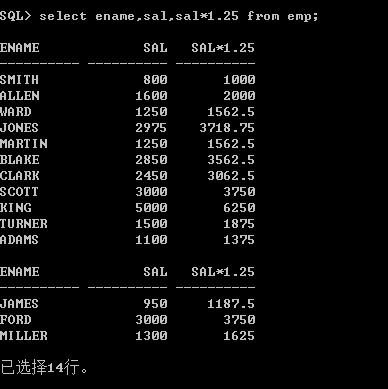 SQL> select ename,sal,sal*1.25 from emp;
ENAME SAL SAL*1.25
---------- ---------- ----------
SMITH 800 1000
ALLEN 1600 2000
WARD 1250 1562.5
JONES 2975 3718.75
MARTIN 1250 1562.5
BLAKE 2850 3562.5
CLARK 2450 3062.5
SCOTT 3000 3750
KING 5000 6250
TURNER 1500 1875
ADAMS 1100 1375
ENAME SAL SAL*1.25
---------- ---------- ----------
JAMES 950 1187.5
FORD 3000 3750
MILLER 1300 1625
已选择14行。